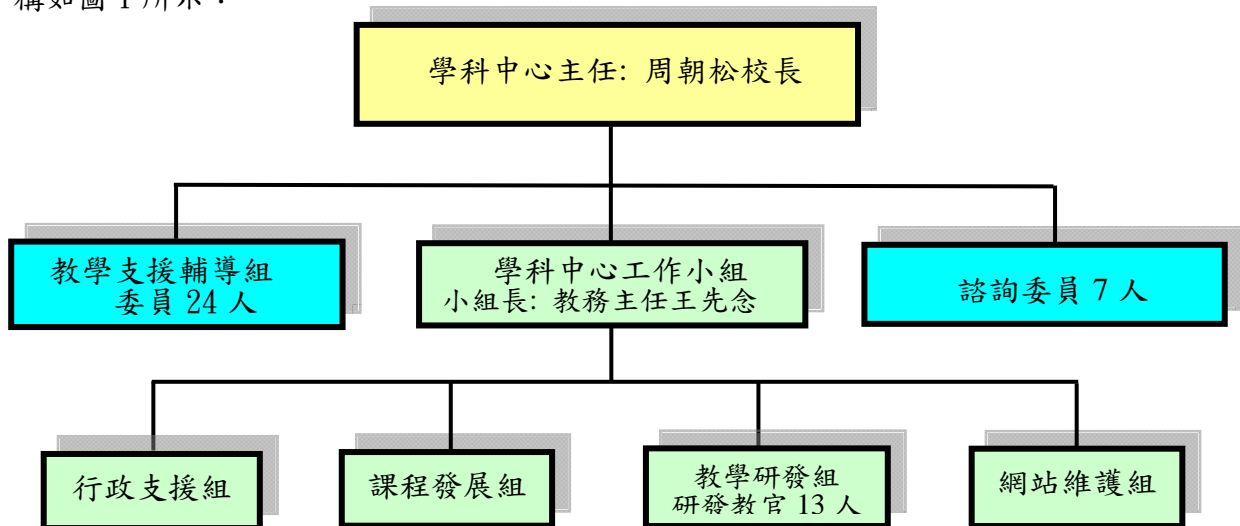 構如圖 1 所示：
學科中心主任: 周朝松校長
教學支援輔導組
委員 24 人
學科中心工作小組
小組長: 教務主任王先念
諮詢委員 7 人
行政支援組
課程發展組
教學研發組
研發教官 13 人
網站維護組